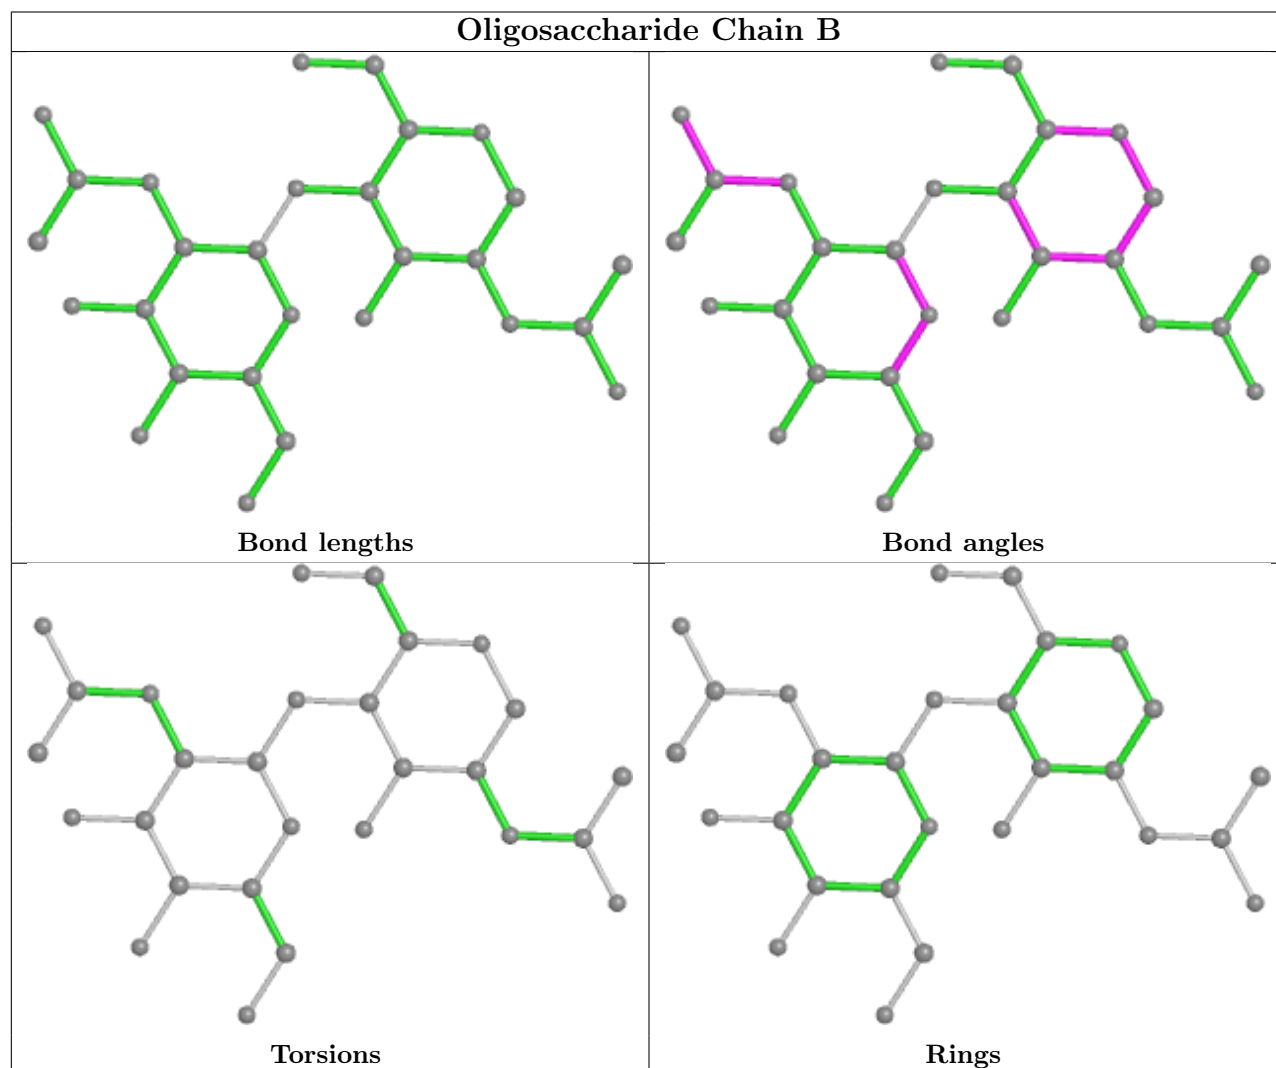 Oligosaccharide Chain B
Bond lengths
Bond angles
Torsions
Rings